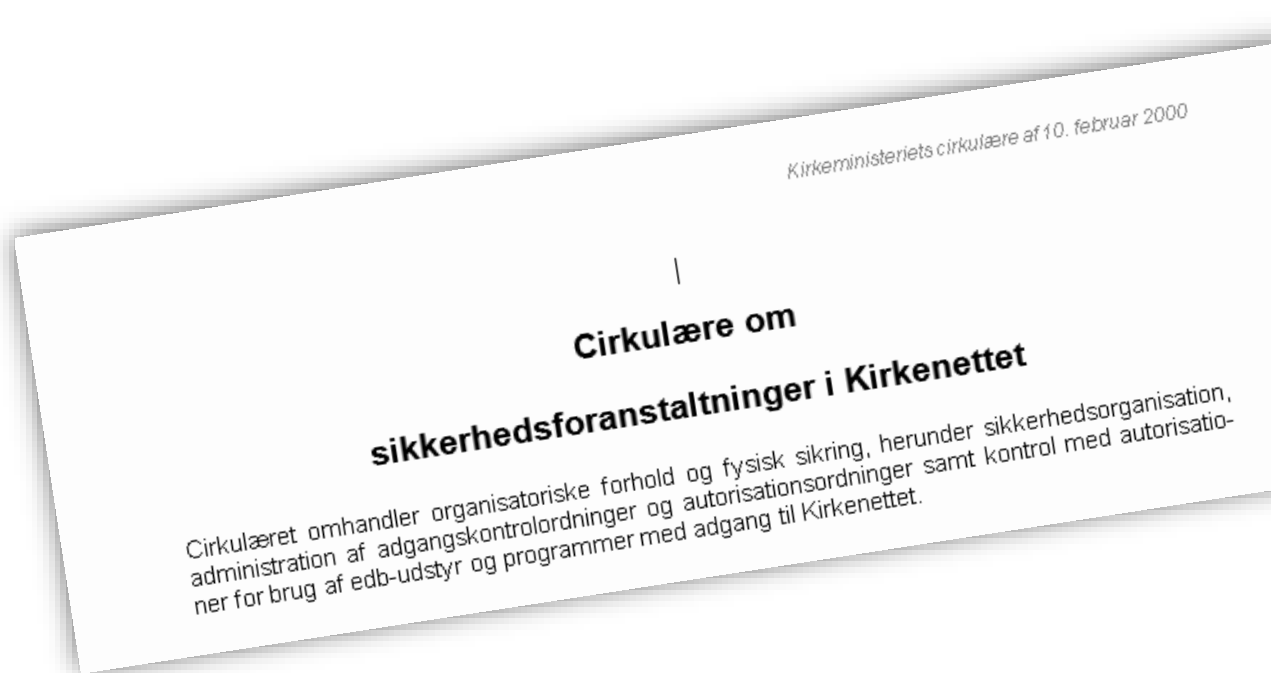 Kirkeministeriets cirkulære af 10. februar 2000
Cirkulære om
sikkerhedsforanstaltninger i Kirkenettet
Cirkulæret omhandler organisatoriske forhold og fysisk sikring, herunder sikkerhedsorganisation,
administration af adgangskontrolordninger og autorisationsordninger samt kontrol med autorisatio-
ner for brug af edb-udstyr og programmer med adgang til Kirkenettet.